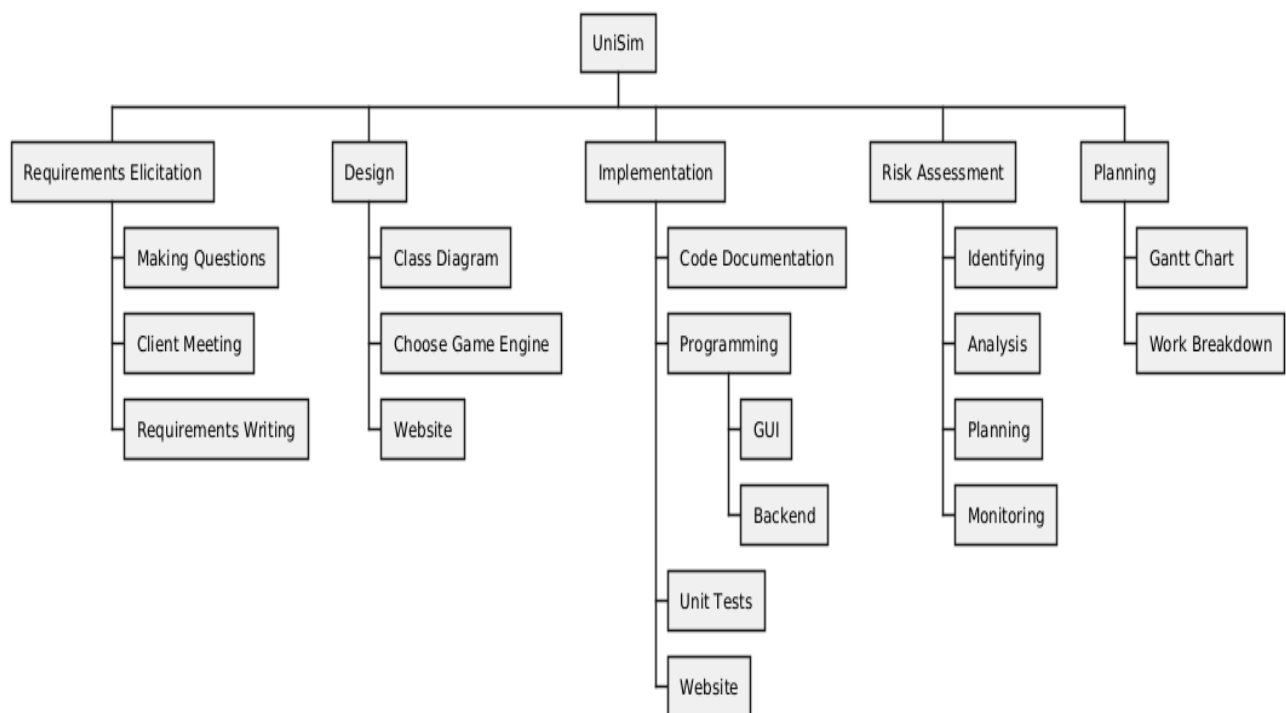 UniSim
Requirements Elicitation
Making Questions
Client Meeting
Requirements Writing
Design
Class Diagram
Choose Game Engine
Website
Implementation
Code Documentation
Programming
GUI
Backend
Unit Tests
Website
Risk Assessment
Identifying
Analysis
Planning
Monitoring
Planning
Gantt Chart
Work Breakdown